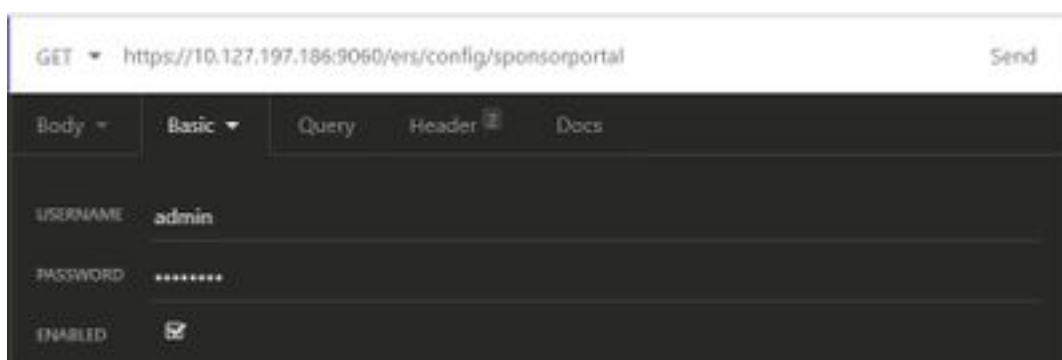 GET https://10.127.197.186:9060/ers/config/sponsorportal Send
Body Basic Query Header 2 Docs
USERNAME admin
PASSWORD ••••••••
ENABLED